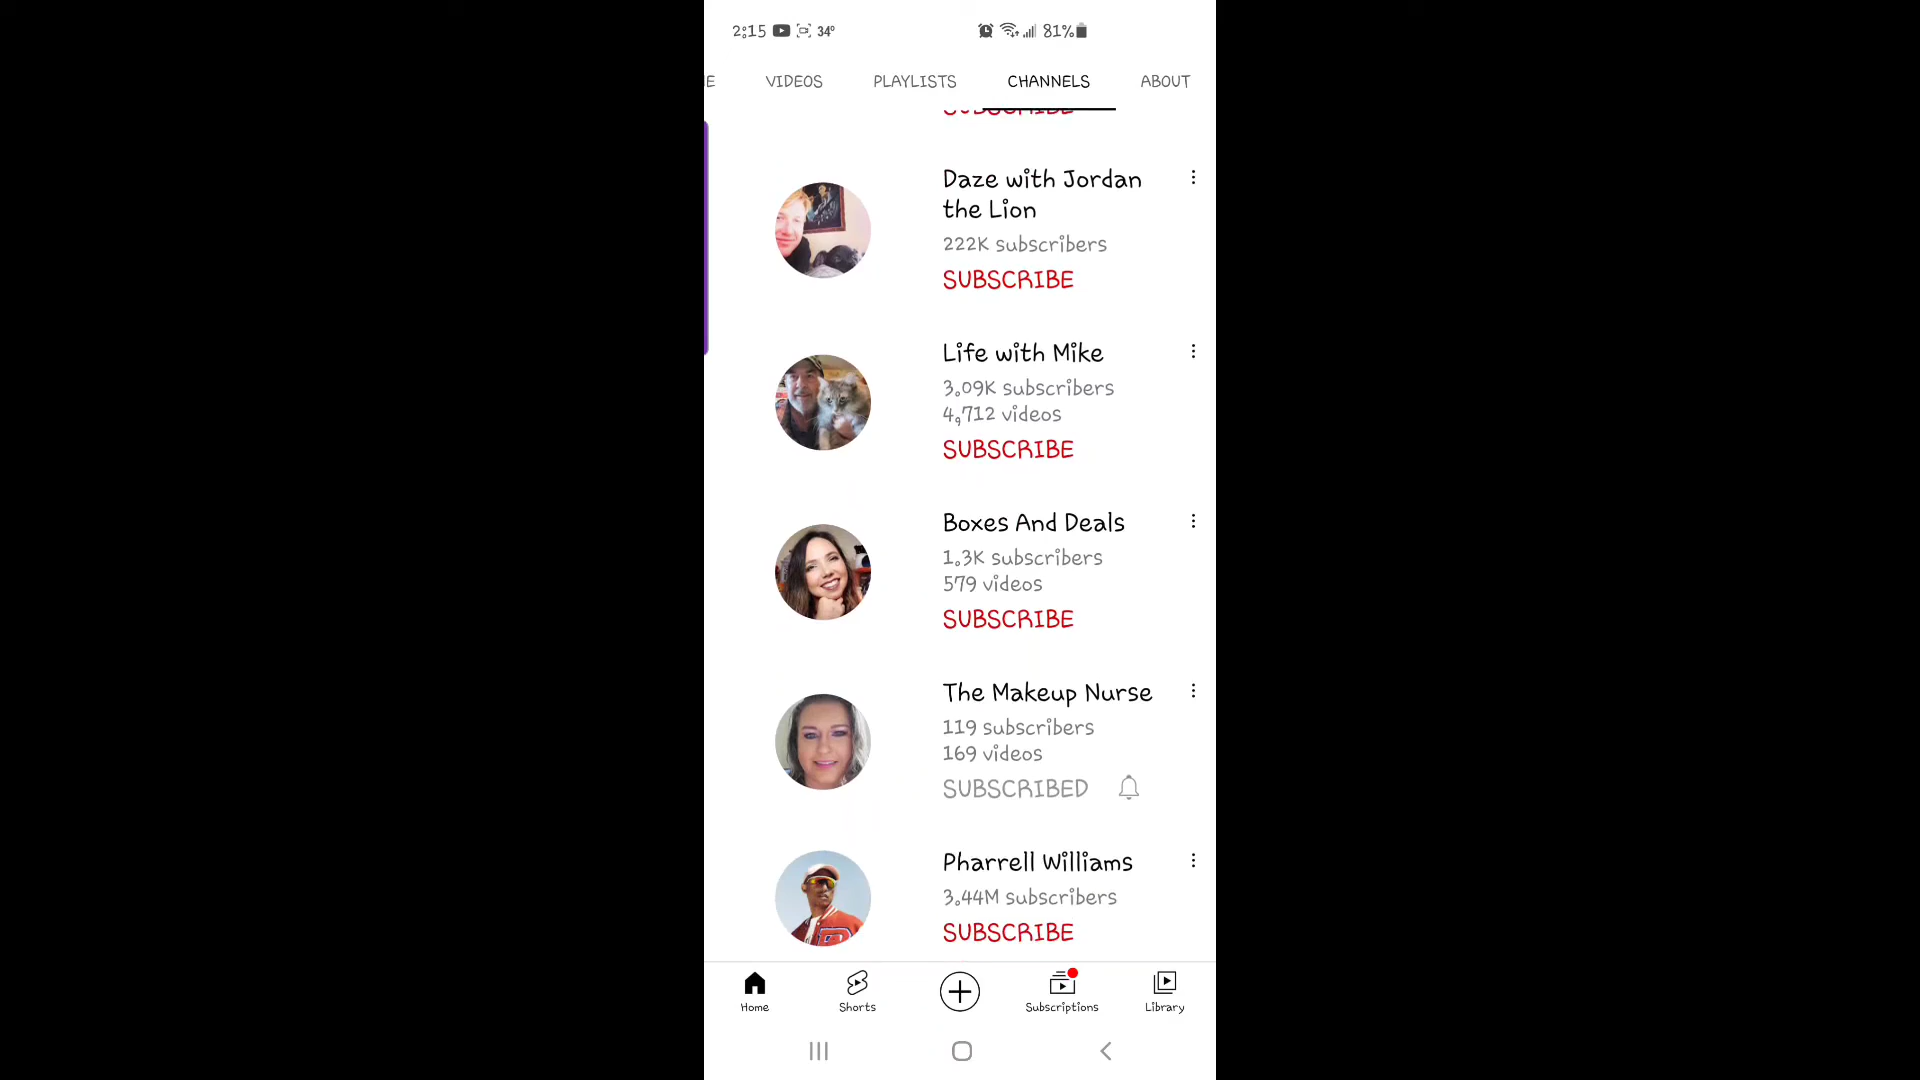 2:15 34° 81%
E VIDEOS PLAYLISTS CHANNELS ABOUT
SUBSCRIBE
Daze with Jordan
the Lion
222K subscribers
SUBSCRIBE
Life with Mike
3.09K subscribers
4,712 videos
SUBSCRIBE
Boxes And Deals
1.3K subscribers
579 videos
SUBSCRIBE
The Makeup Nurse
119 subscribers
169 videos
SUBSCRIBED
Pharrell Williams
3.44M subscribers
SUBSCRIBE
Home Shorts Subscriptions Library